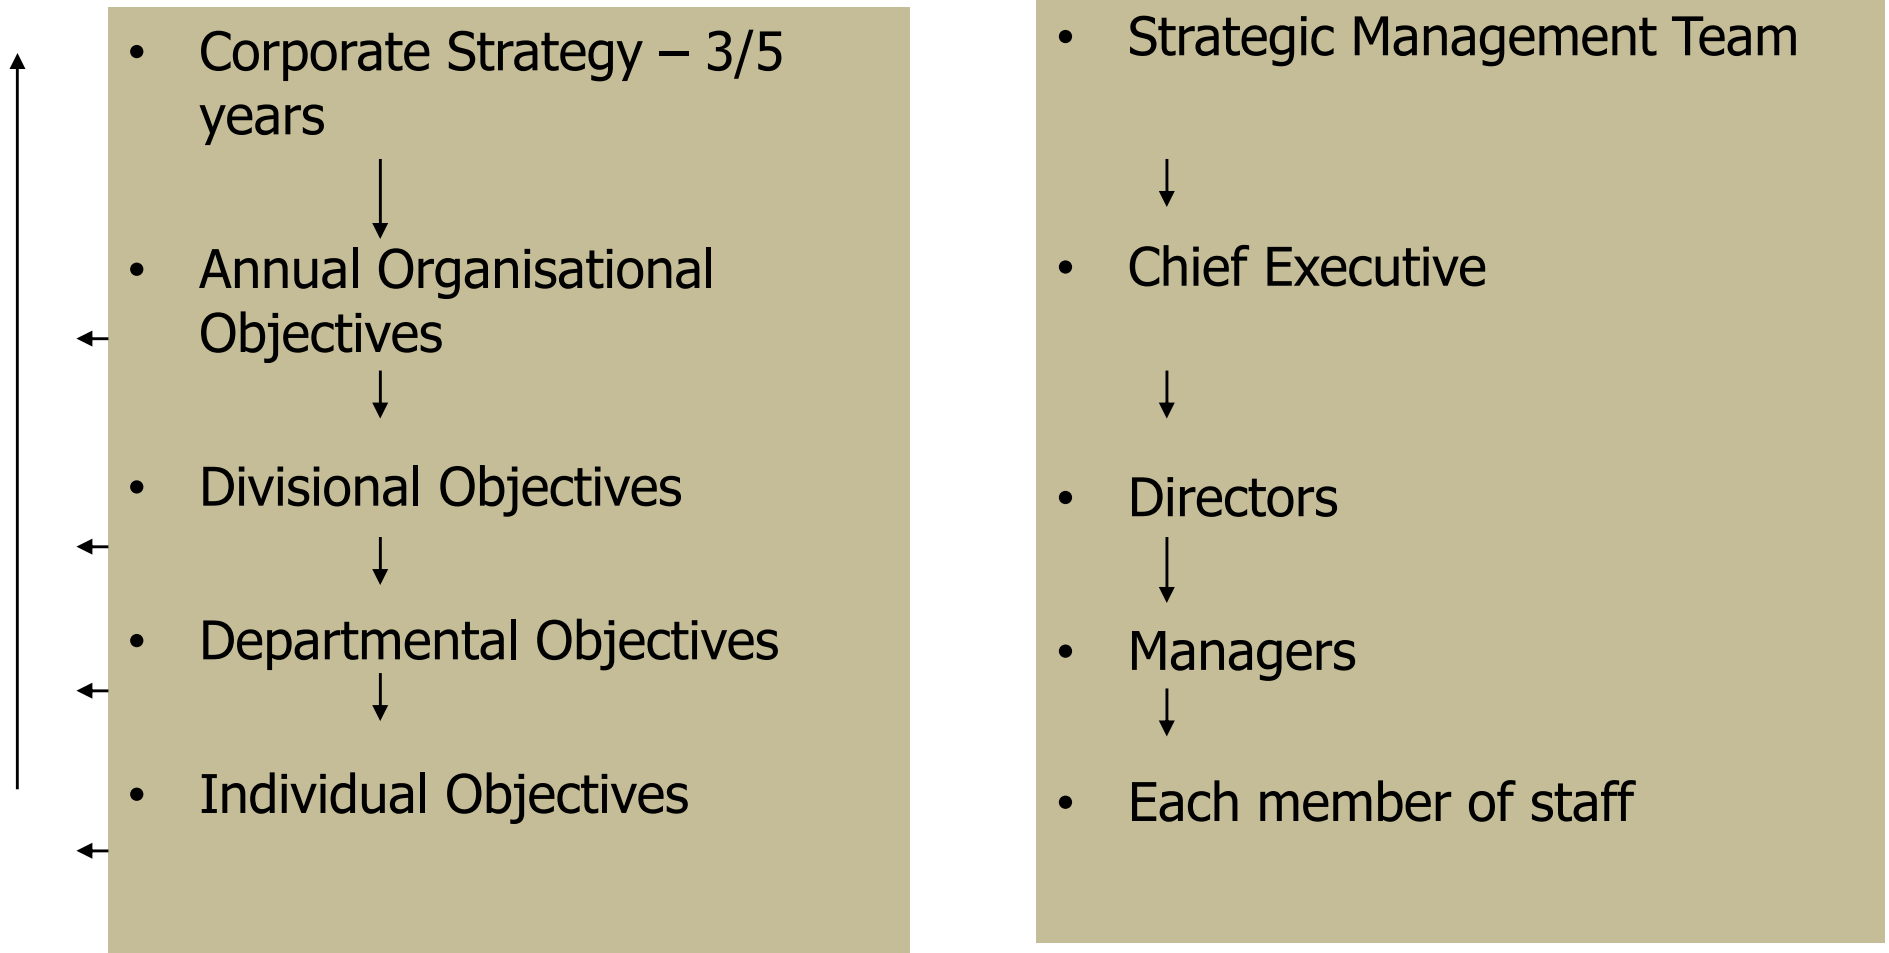 • Corporate Strategy – 3/5
years
• Annual Organisational
Objectives
• Divisional Objectives
• Departmental Objectives
• Individual Objectives
• Strategic Management Team
• Chief Executive
• Directors
• Managers
• Each member of staff